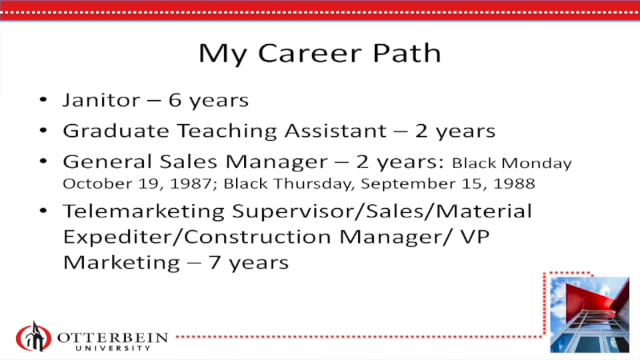 My Career Path
• Janitor – 6 years
• Graduate Teaching Assistant – 2 years
• General Sales Manager – 2 years: Black Monday
October 19, 1987; Black Thursday, September 15, 1988
• Telemarketing Supervisor/Sales/Material
Expediter/Construction Manager/ VP
Marketing – 7 years
OTTERBEIN
UNIVERSITY